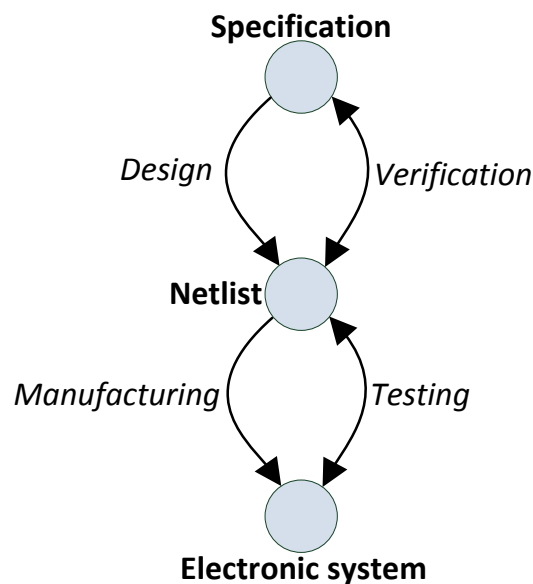 Specification
Design
Verification
Netlist
Manufacturing
Testing
Electronic system